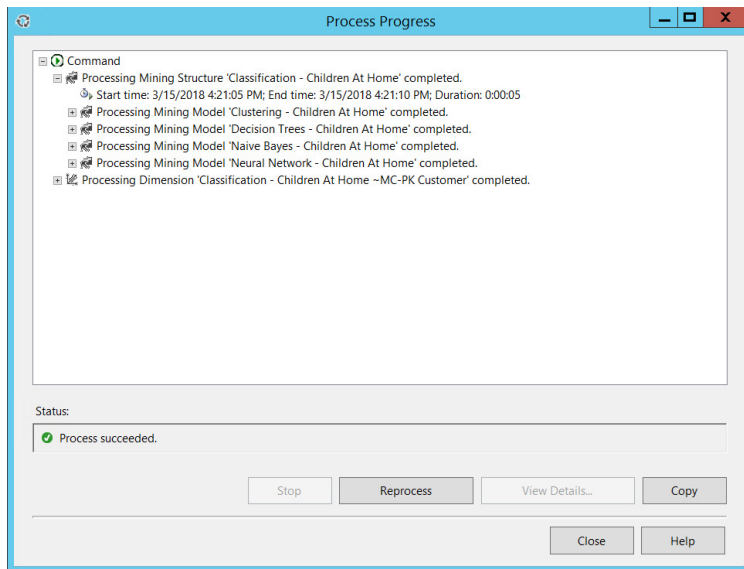 Process Progress
Command
Processing Mining Structure 'Classification - Children At Home' completed.
Start time: 3/15/2018 4:21:05 PM; End time: 3/15/2018 4:21:10 PM; Duration: 0:00:05
Processing Mining Model 'Clustering - Children At Home' completed.
Processing Mining Model 'Decision Trees - Children At Home' completed.
Processing Mining Model 'Naive Bayes - Children At Home' completed.
Processing Mining Model 'Neural Network - Children At Home' completed.
Processing Dimension 'Classification - Children At Home ~MC-PK Customer' completed.
Status:
Process succeeded.
Stop Reprocess View Details... Copy
Close Help